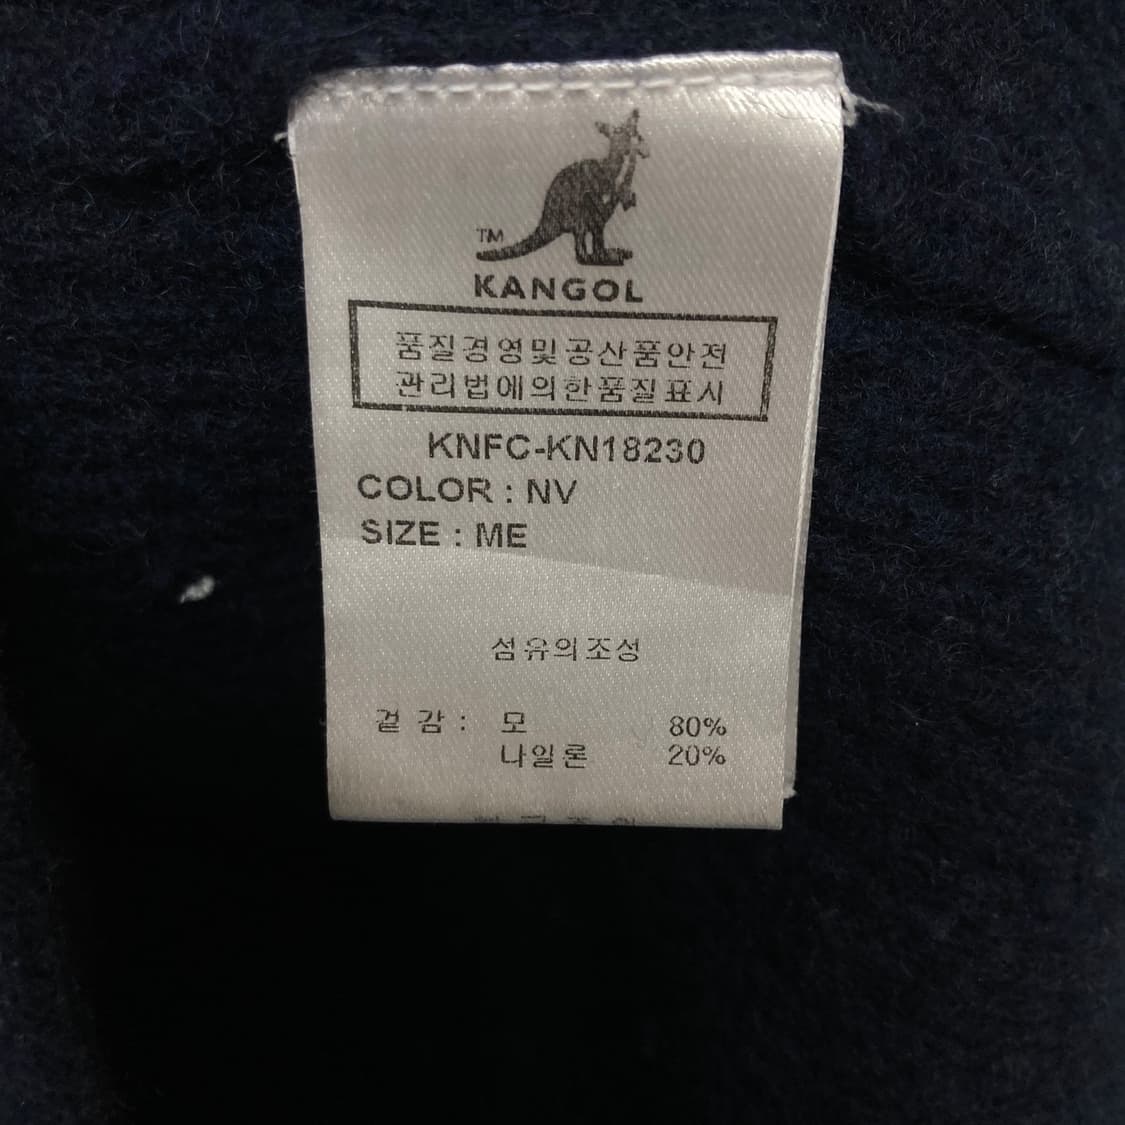 TM
KANGOL
품질경영및공산품안전
관리법에의한품질표시
KNFC-KN18230
COLOR : NV
SIZE : ME
섬유의조성
겉 감 : 모 80%
나일론 20%